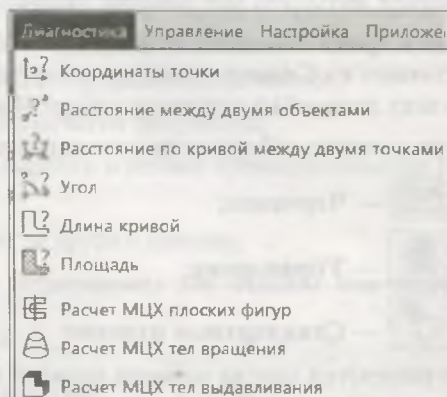 Диагностика Управление Настройка
Координаты точки
Расстояние между двумя объектами
Расстояние по кривой между двумя точками
Угол
Длина кривой
Площадь
Расчет МЦХ плоских фигур
Расчет МЦХ тел вращения
Расчет МЦХ тел выдавливания